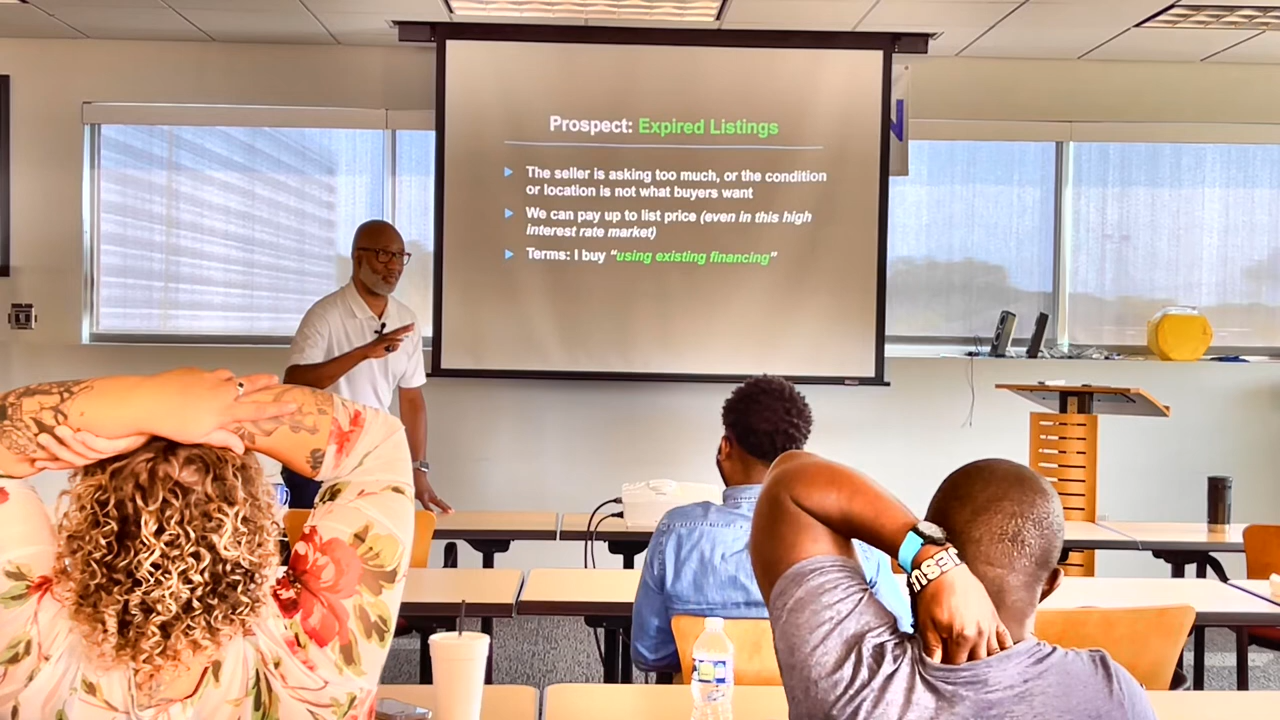 Prospect: Expired Listings
The seller is asking too much, or the condition
or location is not what buyers want
We can pay up to list price (even in this high
interest rate market)
Terms: I buy "using existing financing"
N
JESUS